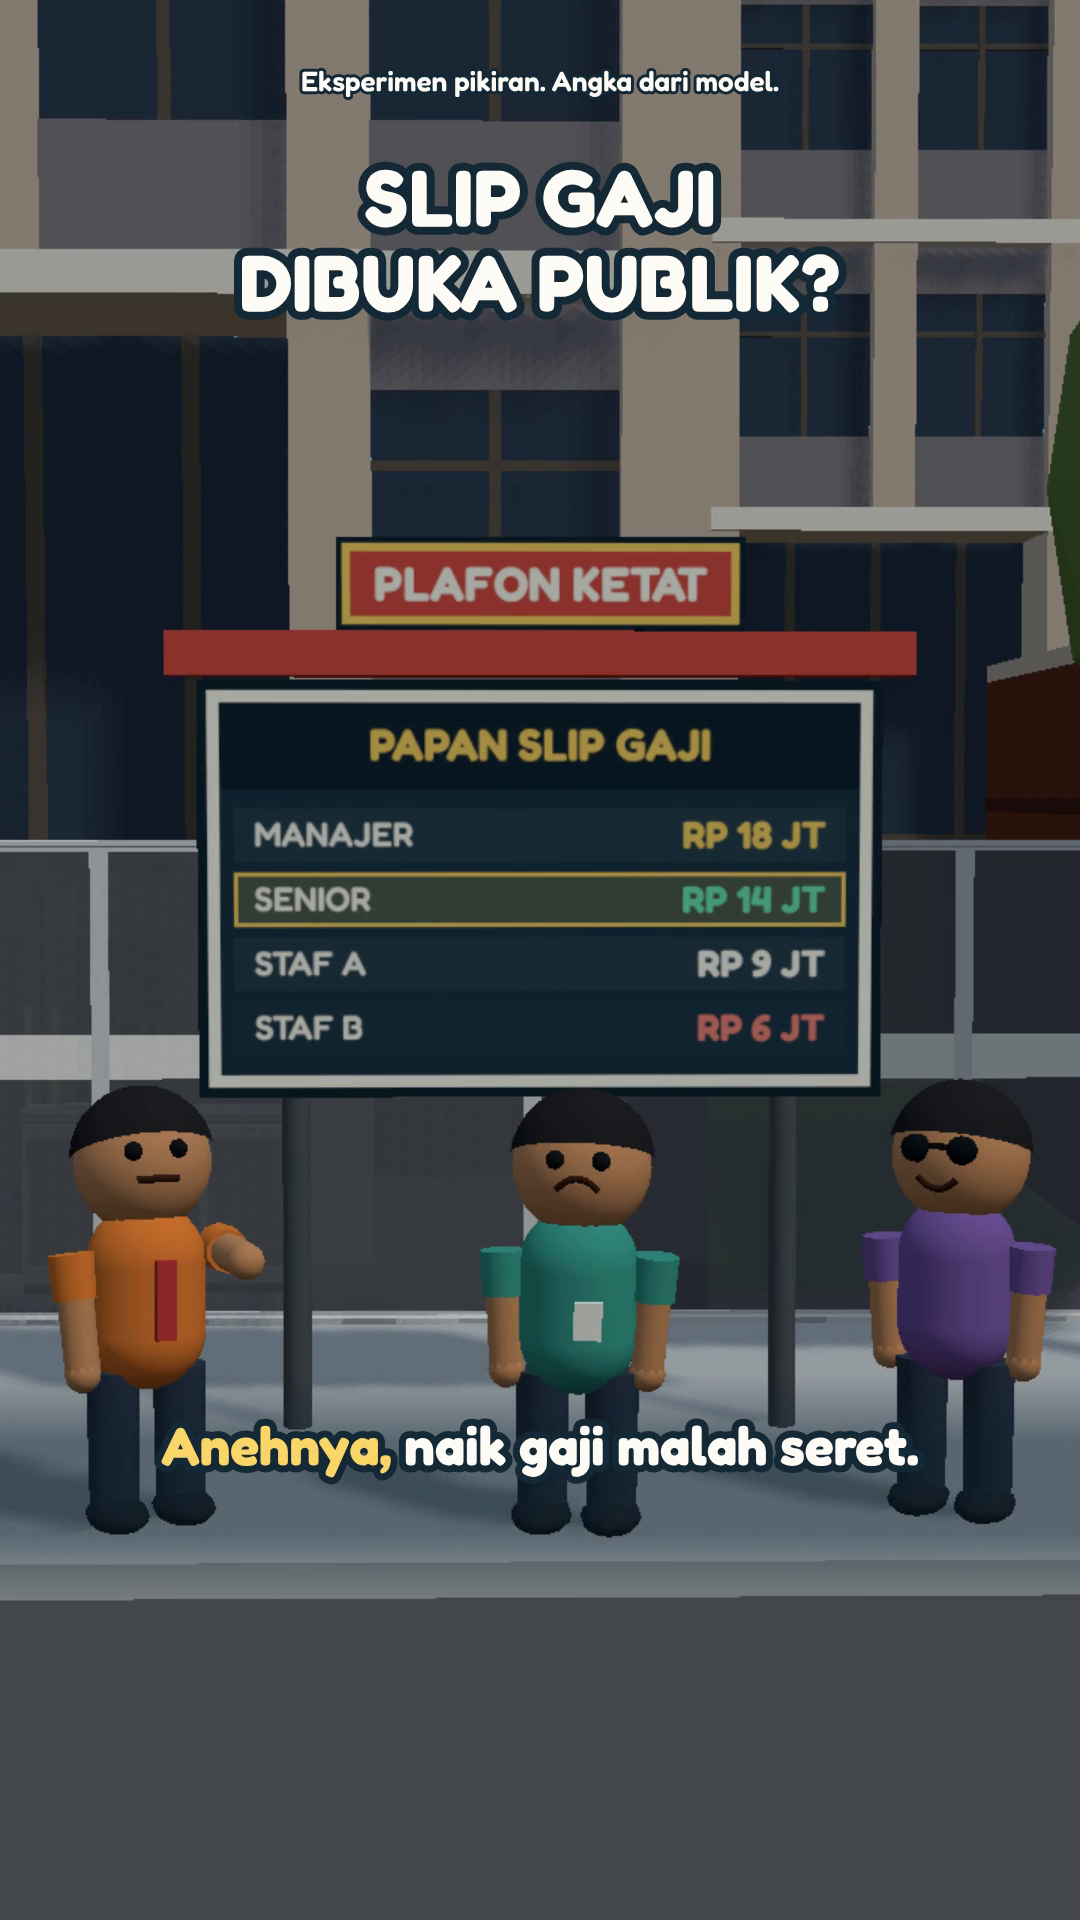 Eksperimen pikiran. Angka dari model.
SLIP GAJI
DIBUKA PUBLIK?
PLAFON KETAT
PAPAN SLIP GAJI
MANAJER RP 18 JT
SENIOR RP 14 JT
STAF A RP 9 JT
STAF B RP 6 JT
Anehnya, naik gaji malah seret.